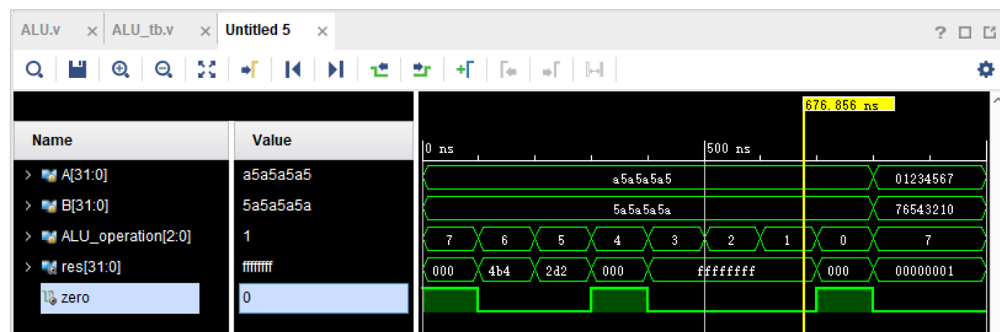 ALU.v × ALU_tb.v × Untitled 5 × ?
676.856 ns
Name Value 0 ns 500 ns
> A[31:0] a5a5a5a5 a5a5a5a5 01234567
> B[31:0] 5a5a5a5a 5a5a5a5a 76543210
> ALU_operation[2:0] 1 7 6 5 4 3 2 1 0 7
> res[31:0] ffffffff 000 4b4 2d2 000 ffffffff 000 00000001
zero 0